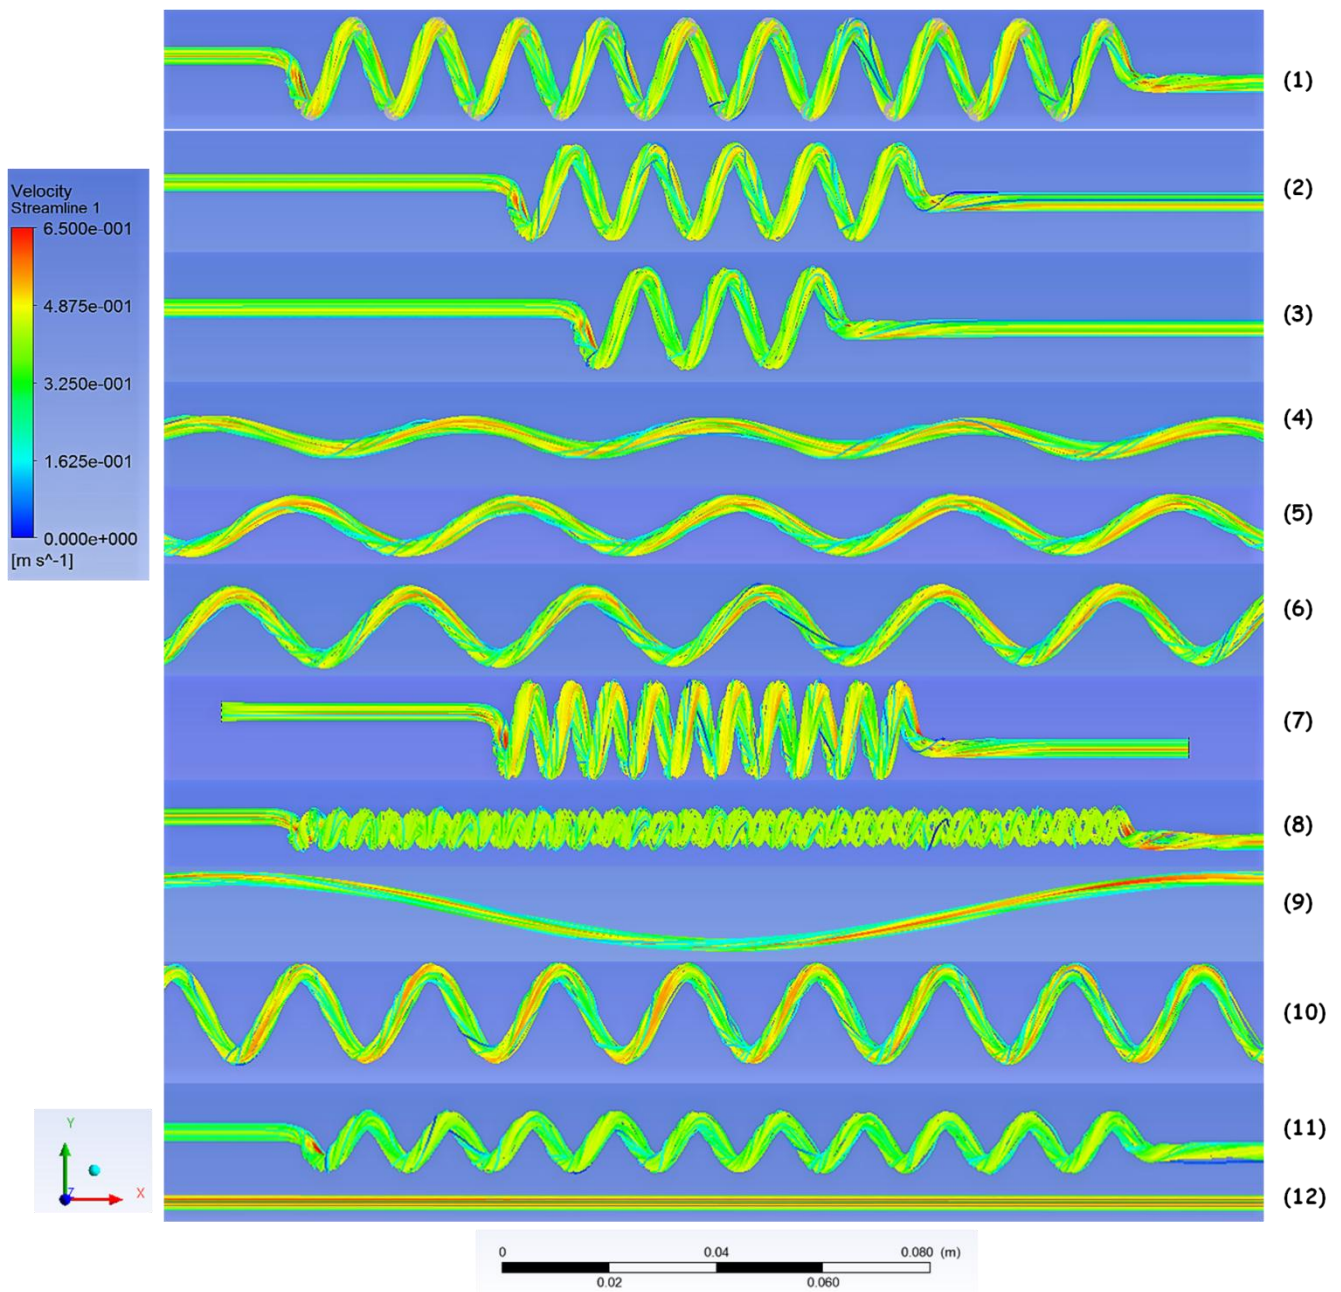 (1)
(2)
(3)
(4)
(5)
(6)
(7)
(8)
(9)
(10)
(11)
(12)
Velocity
Streamline 1
6.500e-001
4.875e-001
3.250e-001
1.625e-001
0.000e+000
[m s^-1]
Y
Z
X
0 0.04 0.080 (m)
0.02 0.060